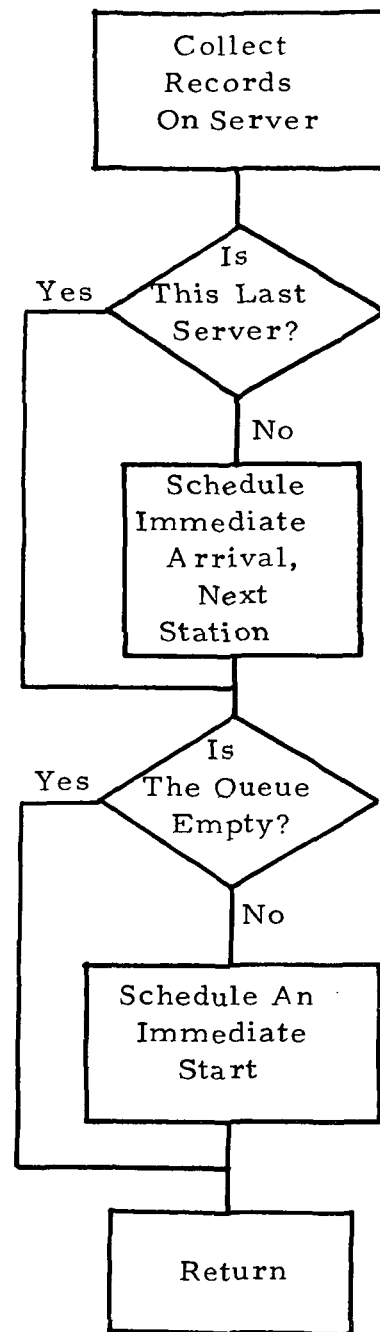 Collect
Records
On Server
Is
This Last
Server?
Yes
No
Schedule
Immediate
Arrival,
Next
Station
Is
The Queue
Empty?
Yes
No
Schedule An
Immediate
Start
Return